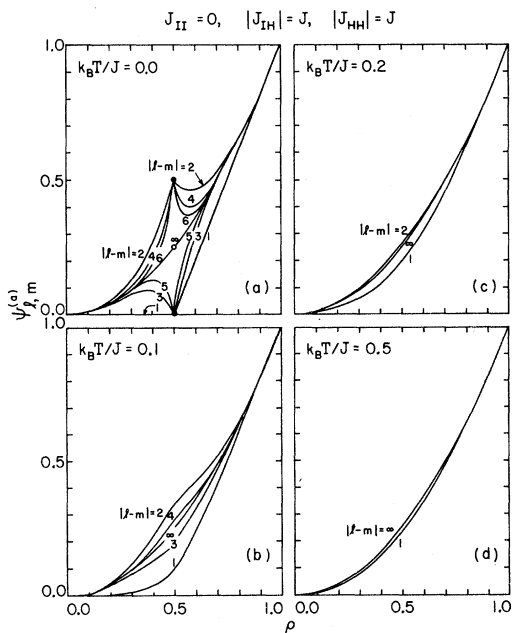 J_II = 0, |J_IH| = J, |J_HH| = J
ψ^(a)_ℓ, m
1.0
0.5
0.0
k_BT/J = 0.0
|ℓ-m| = 2
4
6
∞
|ℓ-m| = 2 4 6
5 3 1
5
3
1
(a)
k_BT/J = 0.2
|ℓ-m| = 2
∞
1
(c)
1.0
0.5
0.0
k_BT/J = 0.1
|ℓ-m| = 2 4
∞
3
1
(b)
0.0 0.5 1.0
k_BT/J = 0.5
|ℓ-m| = ∞
1
(d)
0.0 0.5 1.0
ρ